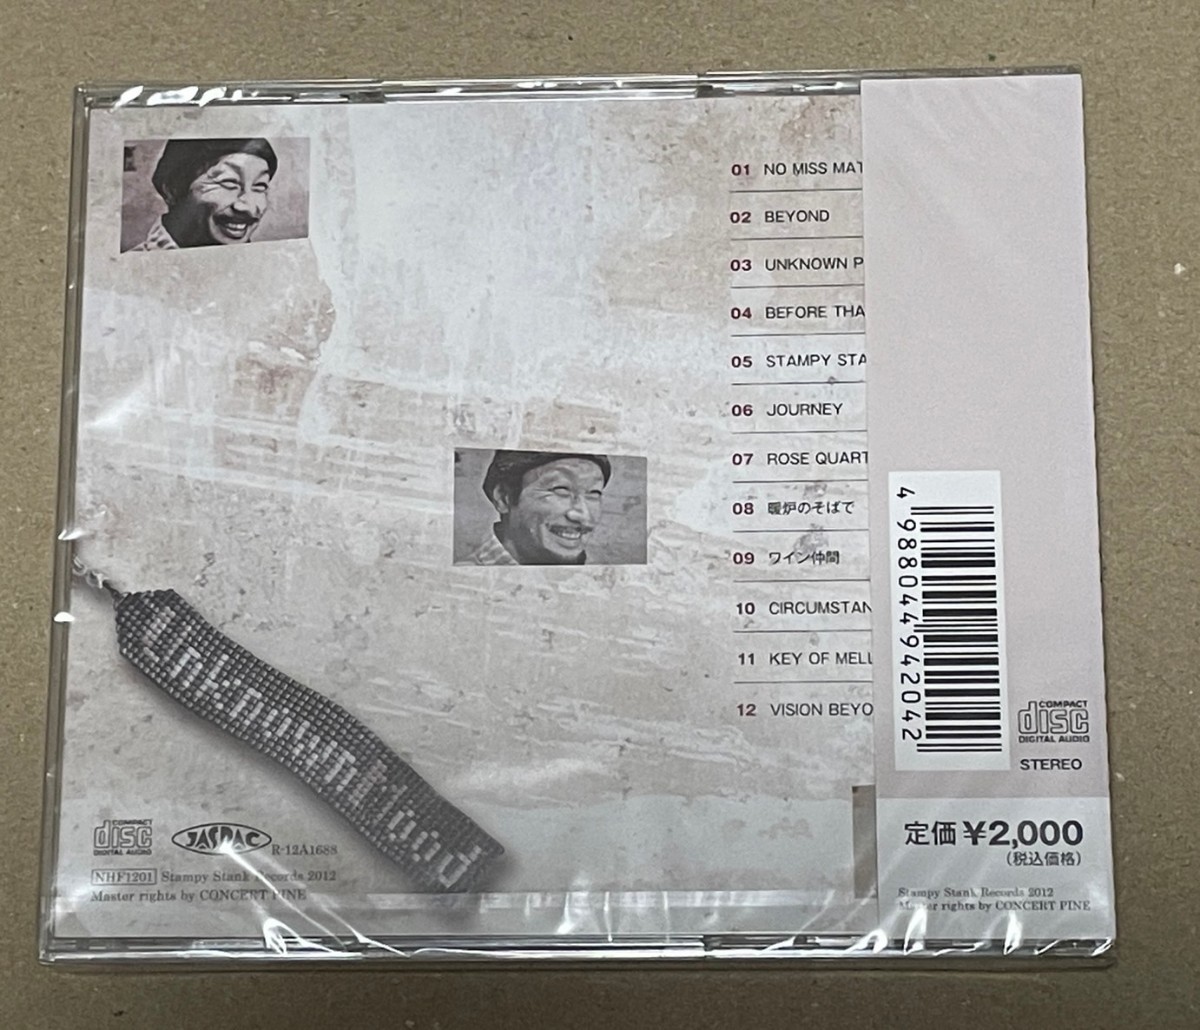 01 NO MISS MAT
02 BEYOND
03 UNKNOWN P
04 BEFORE THA
05 STAMPY STA
06 JOURNEY
07 ROSE QUART
08 暖炉のそばで
09 ワイン仲間
10 CIRCUMSTAN
11 KEY OF MELL
12 VISION BEYO
Unknown Mood
COMPACT
disc
DIGITAL AUDIO
JASRAC
R-12A1688
NHF1201 Stampy Stank Records 2012
Master rights by CONCERT PINE
4 988044 942042
COMPACT
disc
DIGITAL AUDIO
STEREO
定価 ¥2,000
(税込価格)
Stampy Stank Records 2012
Master rights by CONCERT PINE